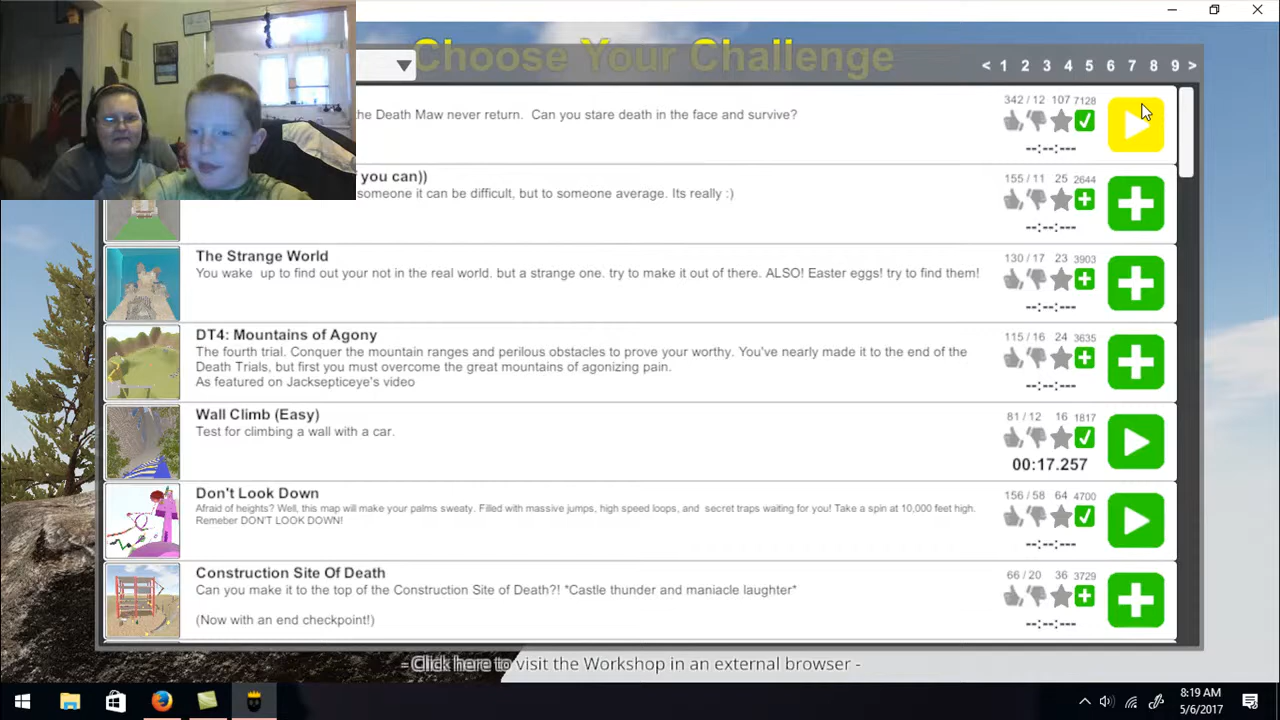 Choose Your Challenge
< 1 2 3 4 5 6 7 8 9 >
342 / 12 107 7128
the Death Maw never return. Can you stare death in the face and survive?
--:--:---
you can))
155 / 11 25 2644
someone it can be difficult, but to someone average. Its really :)
--:--:---
The Strange World
130 / 17 23 3903
You wake up to find out your not in the real world. but a strange one. try to make it out of there. ALSO! Easter eggs! try to find them!
--:--:---
DT4: Mountains of Agony
115 / 16 24 3635
The fourth trial. Conquer the mountain ranges and perilous obstacles to prove your worthy. You've nearly made it to the end of the
Death Trials, but first you must overcome the great mountains of agonizing pain.
As featured on Jacksepticeye's video
--:--:---
Wall Climb (Easy)
81 / 12 16 1817
Test for climbing a wall with a car.
00:17.257
Don't Look Down
156 / 58 64 4700
Afraid of heights? Well, this map will make your palms sweaty. Filled with massive jumps, high speed loops, and secret traps waiting for you! Take a spin at 10,000 feet high.
Remeber DON'T LOOK DOWN!
--:--:---
Construction Site Of Death
66 / 20 36 3729
Can you make it to the top of the Construction Site of Death?! *Castle thunder and maniacle laughter*
(Now with an end checkpoint!)
--:--:---
- Click here to visit the Workshop in an external browser -
8:19 AM
5/6/2017